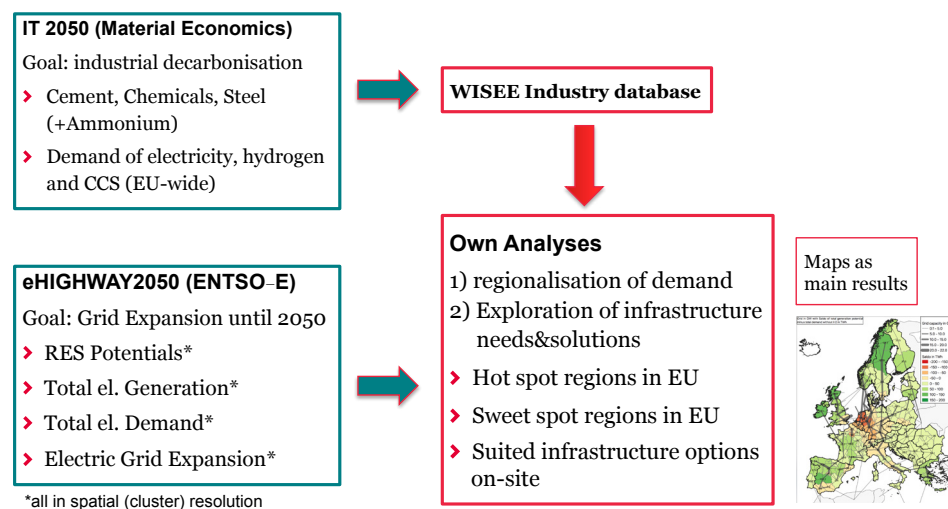 IT 2050 (Material Economics)
Goal: industrial decarbonisation
Cement, Chemicals, Steel
(+Ammonium)
Demand of electricity, hydrogen
and CCS (EU-wide)
WISEE Industry database
eHIGHWAY2050 (ENTSO-E)
Goal: Grid Expansion until 2050
RES Potentials*
Total el. Generation*
Total el. Demand*
Electric Grid Expansion*
*all in spatial (cluster) resolution
Own Analyses
1) regionalisation of demand
2) Exploration of infrastructure
needs&solutions
Hot spot regions in EU
Sweet spot regions in EU
Suited infrastructure options
on-site
Maps as
main results